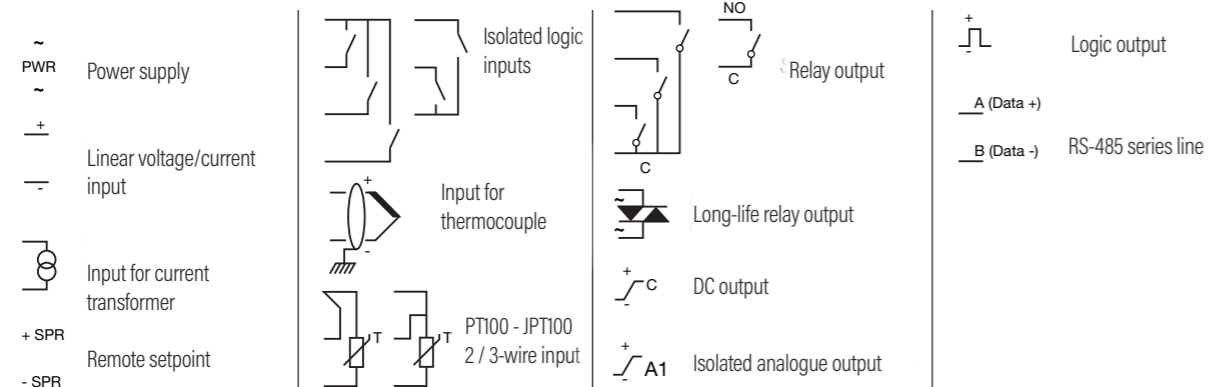 ~
PWR
~
Power supply
+
-
Linear voltage/current
input
Input for current
transformer
+ SPR
- SPR
Remote setpoint
Isolated logic
inputs
+
-
Input for
thermocouple
T
T
PT100 - JPT100
2 / 3-wire input
C
NO
C
Relay output
~
~
Long-life relay output
+
-
C
DC output
+
-
A1
Isolated analogue output
+
-
Logic output
A (Data +)
B (Data -)
RS-485 series line